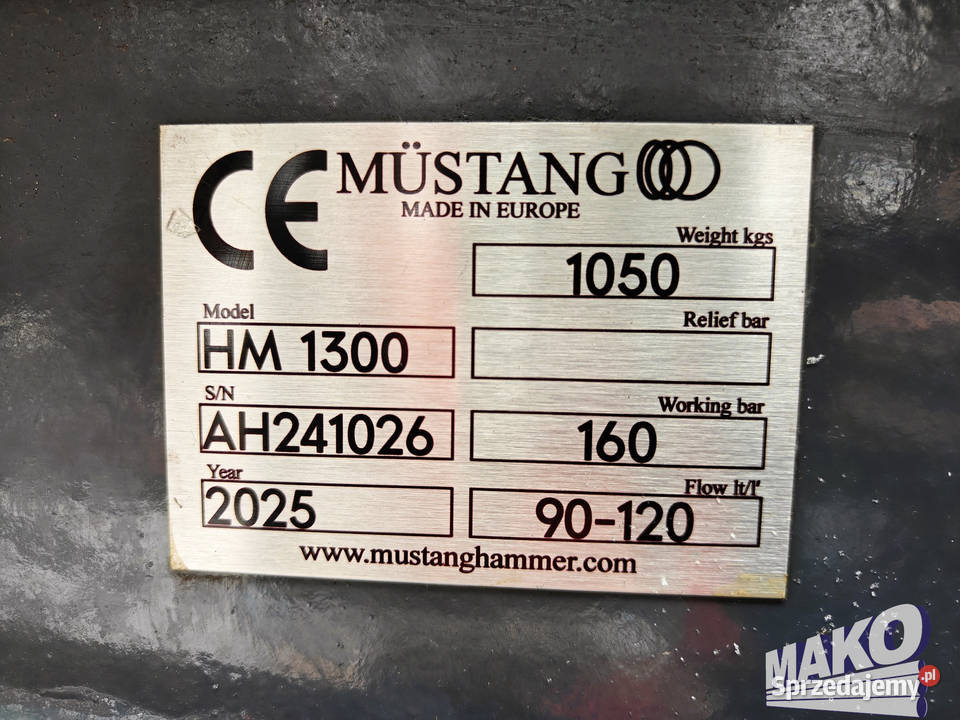 CE MÜSTANG
MADE IN EUROPE
Weight kgs
1050
Model
HM 1300
Relief bar
S/N
AH241026
Working bar
160
Year
2025
Flow lt/l'
90-120
www.mustanghammer.com
MAKO
Sprzedajemy.pl